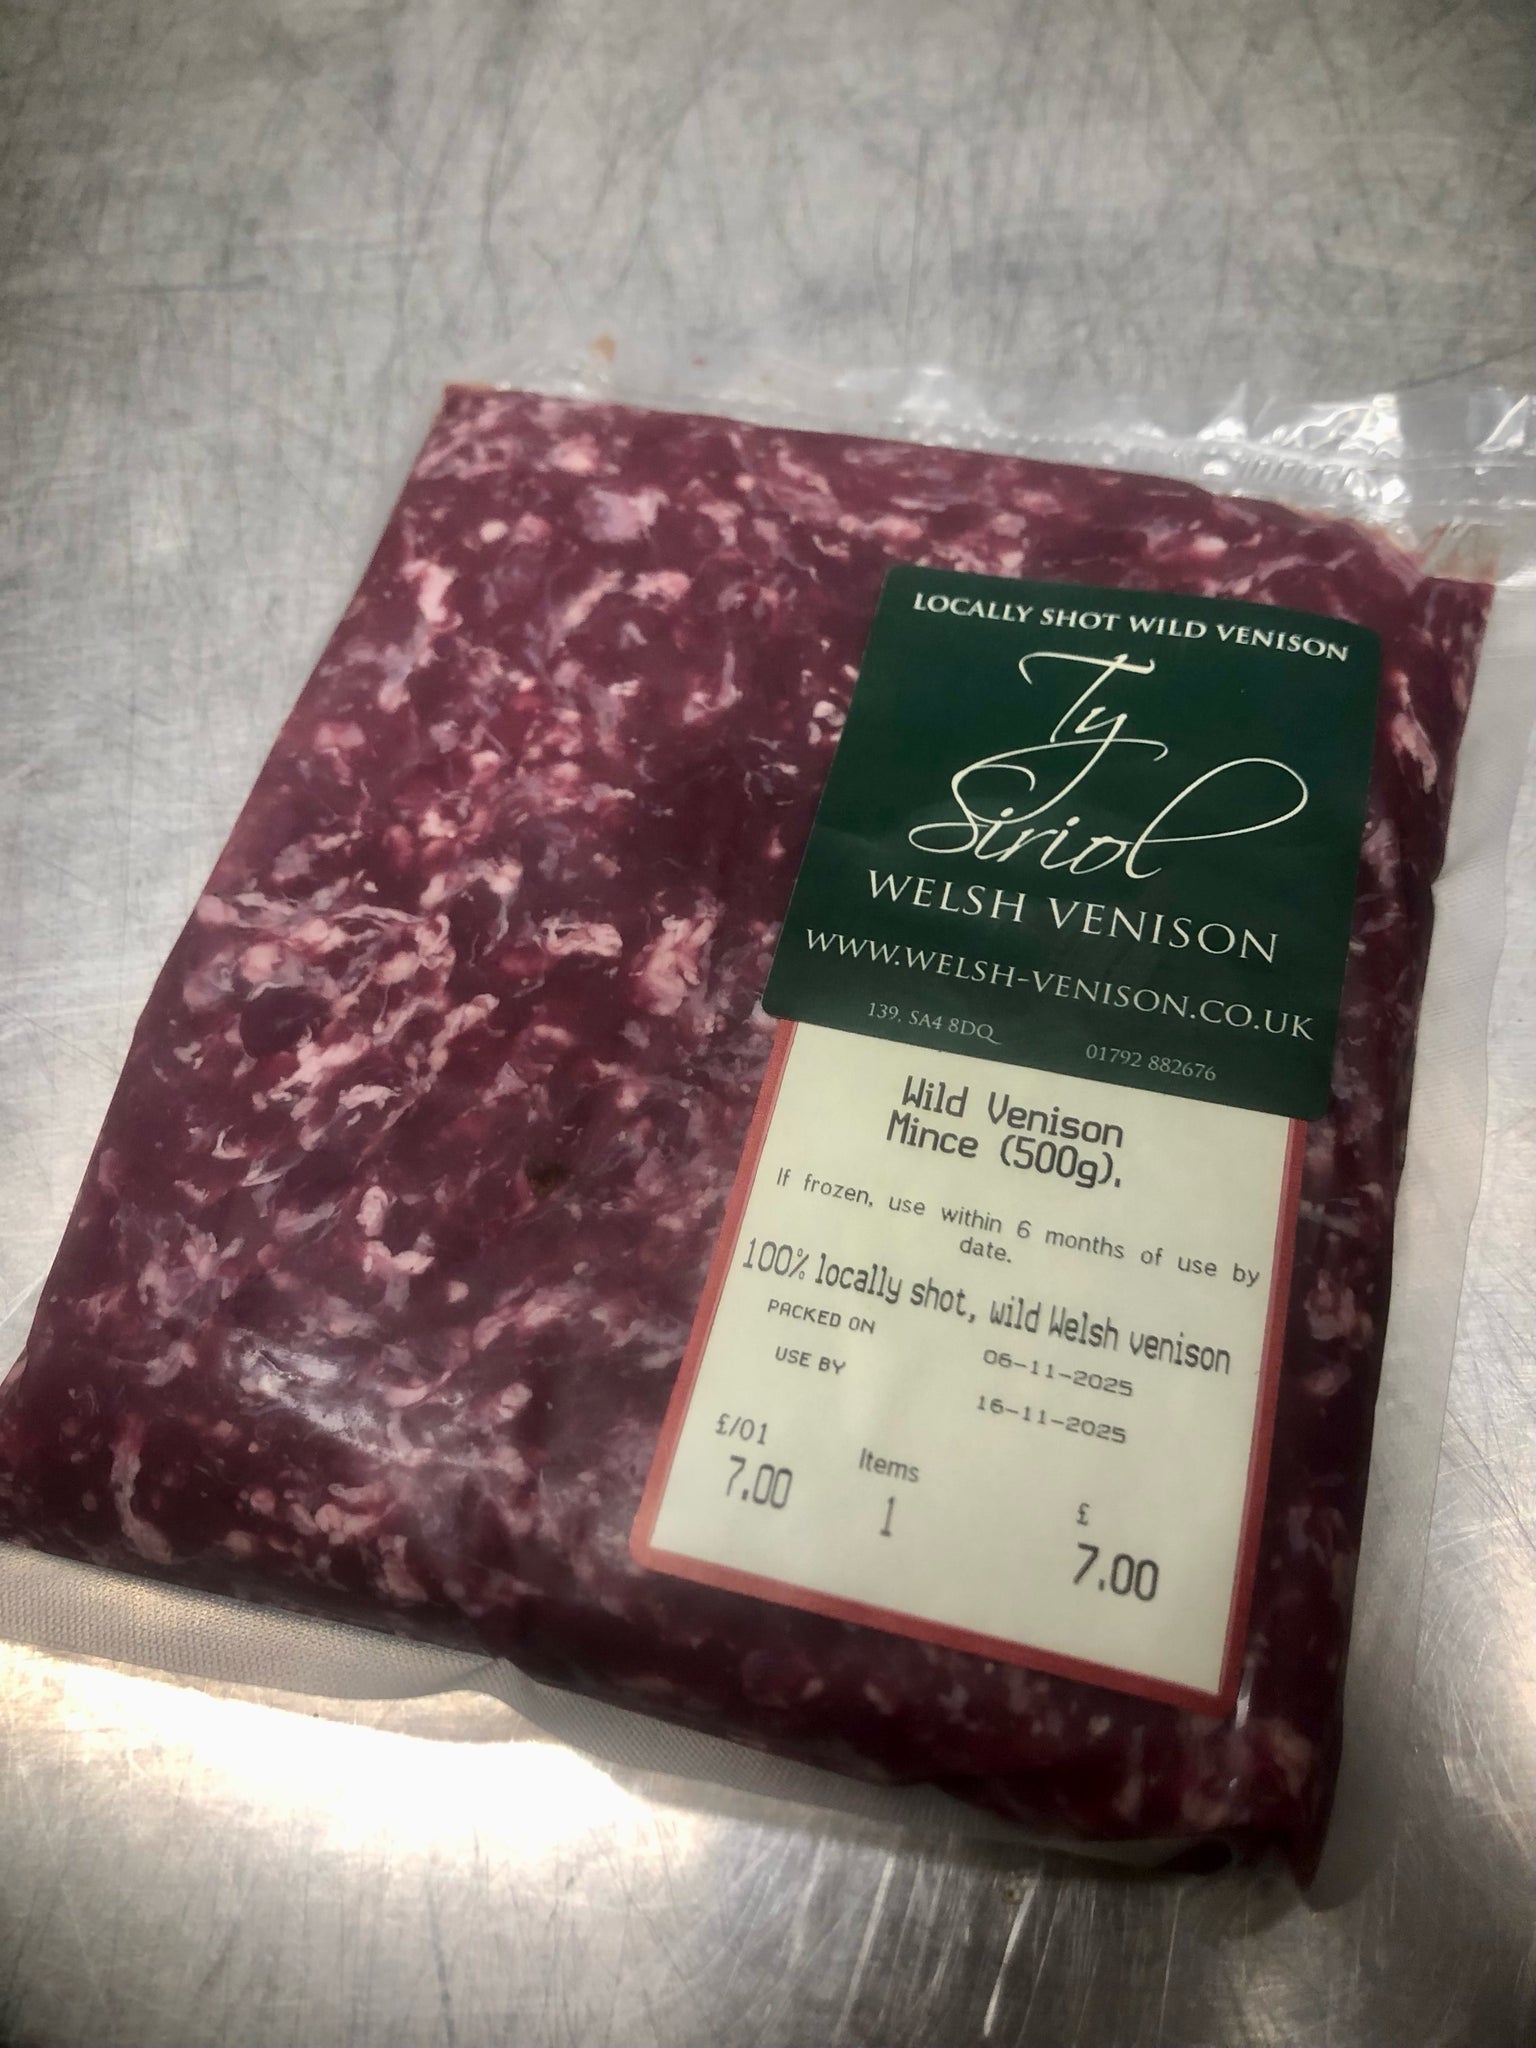 LOCALLY SHOT WILD VENISON
Ty
Siriol
WELSH VENISON
WWW.WELSH-VENISON.CO.UK
139, SA4 8DQ
01792 882676
Wild Venison
Mince (500g).
If frozen, use within 6 months of use by
date.
100% locally shot, wild Welsh venison
PACKED ON 06-11-2025
USE BY 16-11-2025
£/01 Items £
7.00 1 7.00